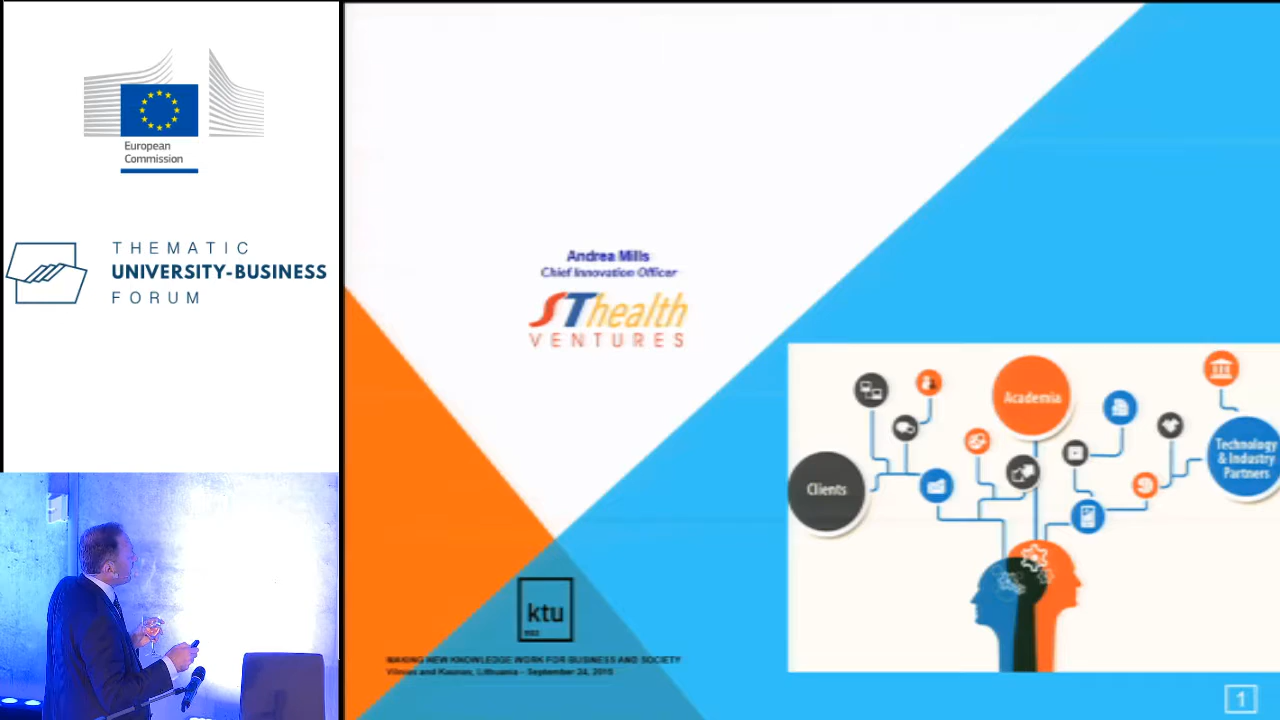 European
Commission
THEMATIC
UNIVERSITY-BUSINESS
FORUM
Andrea Mills
Chief Innovation Officer
SThealth
VENTURES
Academia
Technology
& Industry
Partners
Clients
ktu
1922
MAKING NEW KNOWLEDGE WORK FOR BUSINESS AND SOCIETY
Vilnius and Kaunas, Lithuania - September 24, 2015
1